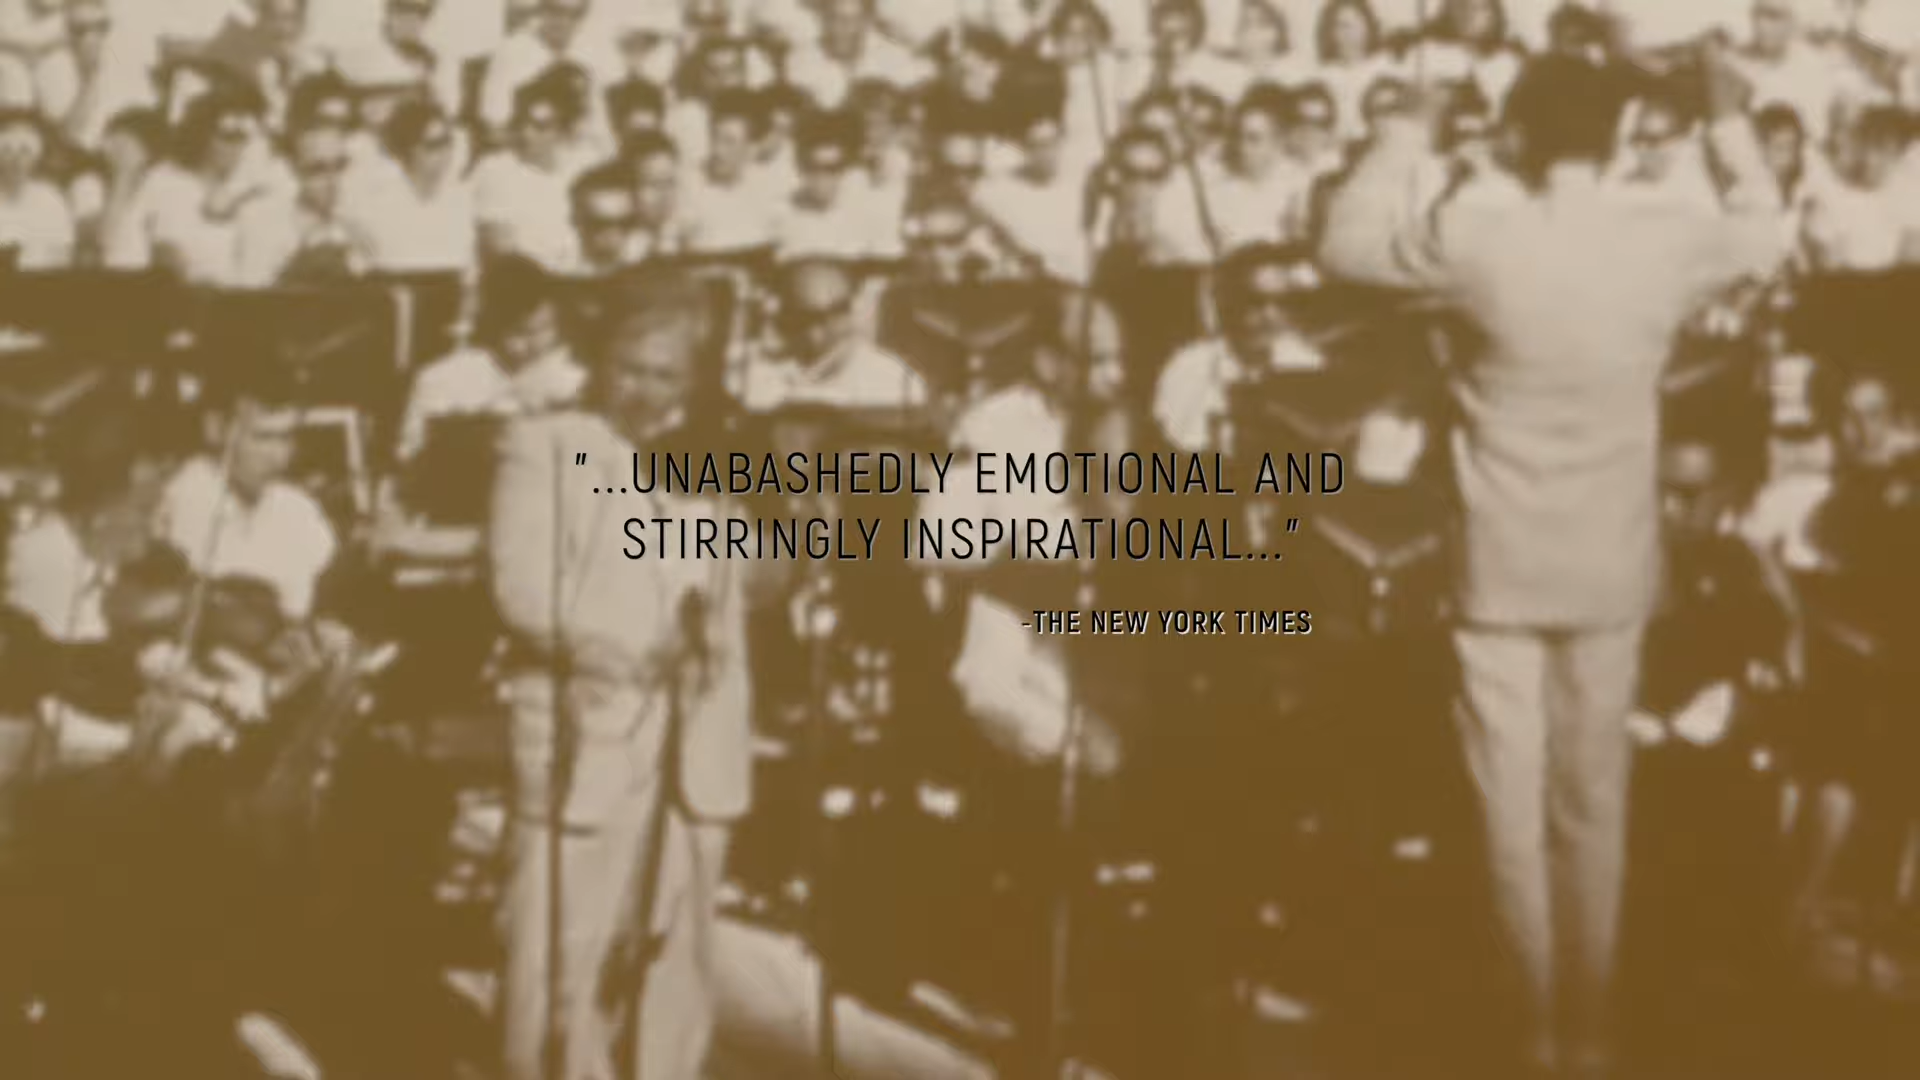 "...UNABASHEDLY EMOTIONAL AND
STIRRINGLY INSPIRATIONAL..."
-THE NEW YORK TIMES